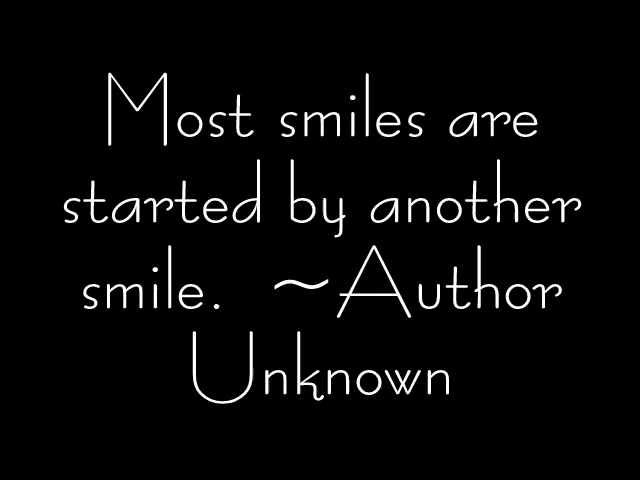 Most smiles are
started by another
smile.  ~Author
Unknown